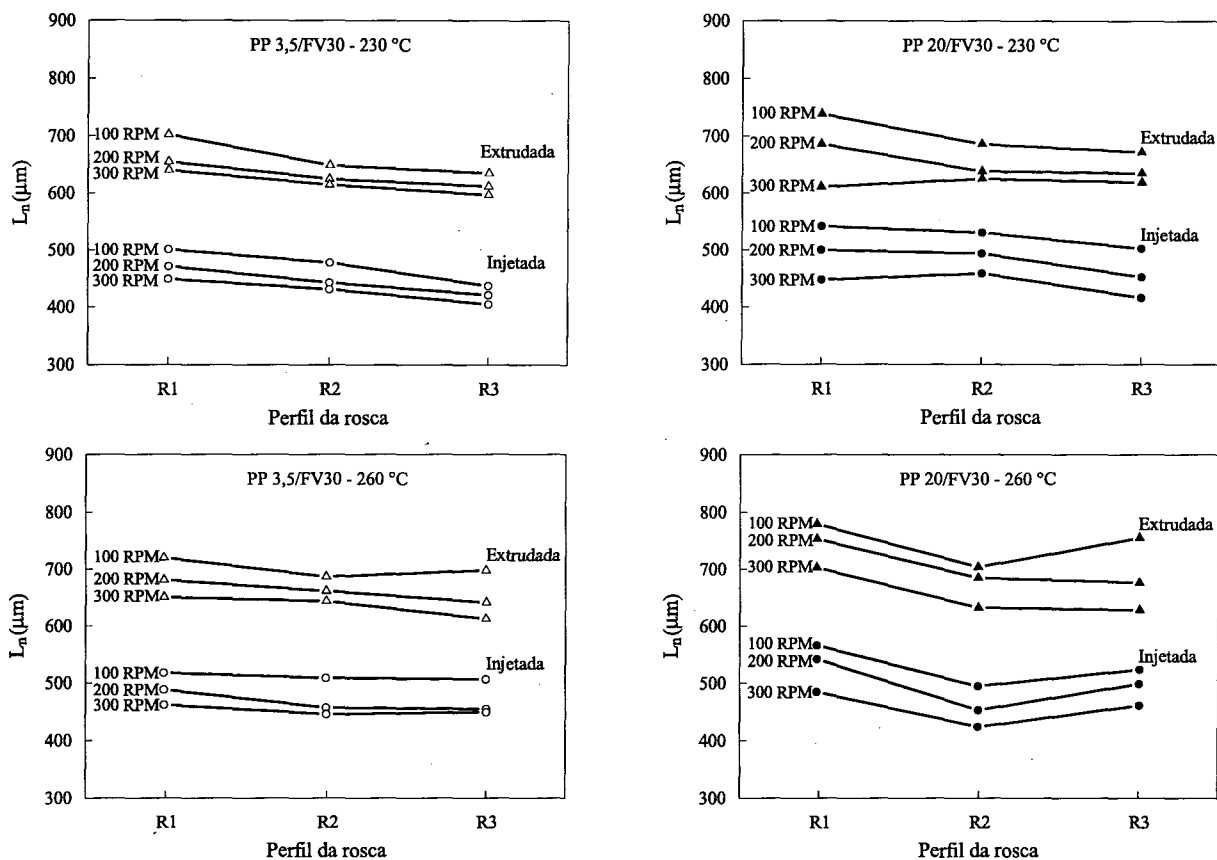 PP 3,5/FV30 - 230 °C
900
800
700
600
500
400
300
Lₙ(μm)
100 RPM
200 RPM
300 RPM
Extrudada
100 RPM
200 RPM
300 RPM
Injetada
R1 R2 R3
Perfil da rosca
PP 20/FV30 - 230 °C
900
800
700
600
500
400
300
Lₙ(μm)
100 RPM
200 RPM
300 RPM
Extrudada
100 RPM
200 RPM
300 RPM
Injetada
R1 R2 R3
Perfil da rosca
PP 3,5/FV30 - 260 °C
900
800
700
600
500
400
300
Lₙ(μm)
100 RPM
200 RPM
300 RPM
Extrudada
100 RPM
200 RPM
300 RPM
Injetada
R1 R2 R3
Perfil da rosca
PP 20/FV30 - 260 °C
900
800
700
600
500
400
300
Lₙ(μm)
100 RPM
200 RPM
300 RPM
Extrudada
100 RPM
200 RPM
300 RPM
Injetada
R1 R2 R3
Perfil da rosca